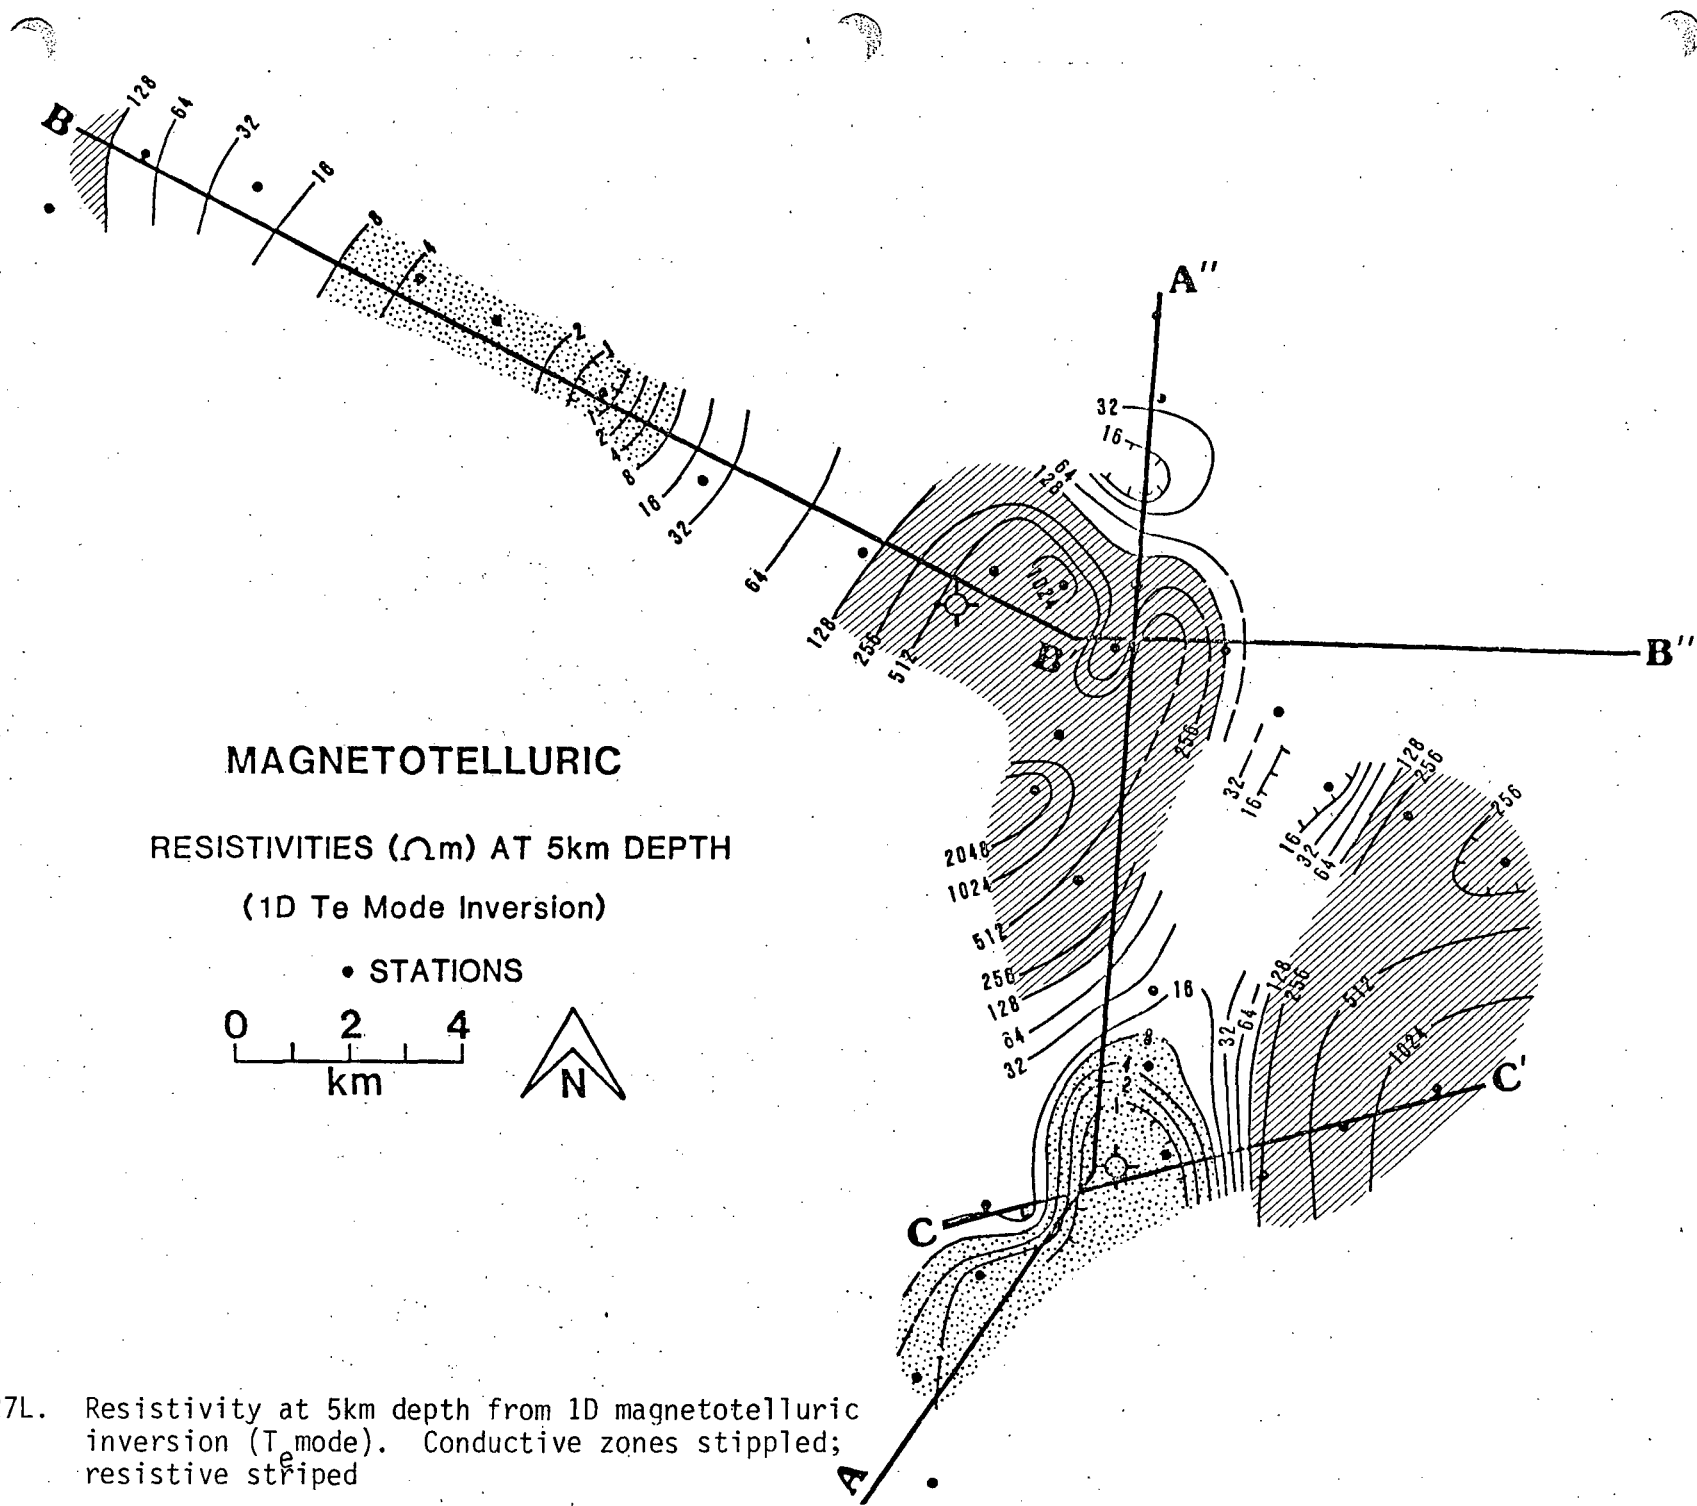 B
128
64
32
16
8
4
2
1
1
2
4
8
16
32
64
128
256
512
1024
A''
32
16
64
128
B'
B''
256
32
16
16
32
64
128
256
256
2048
1024
512
256
128
64
32
16
8
4
2
1
32
64
128
256
512
1024
C'
C
A
MAGNETOTELLURIC
RESISTIVITIES (Ωm) AT 5km DEPTH
(1D Te Mode Inversion)
• STATIONS
0 2 4
km
N
7L. Resistivity at 5km depth from 1D magnetotelluric
inversion (Te mode). Conductive zones stippled;
resistive striped